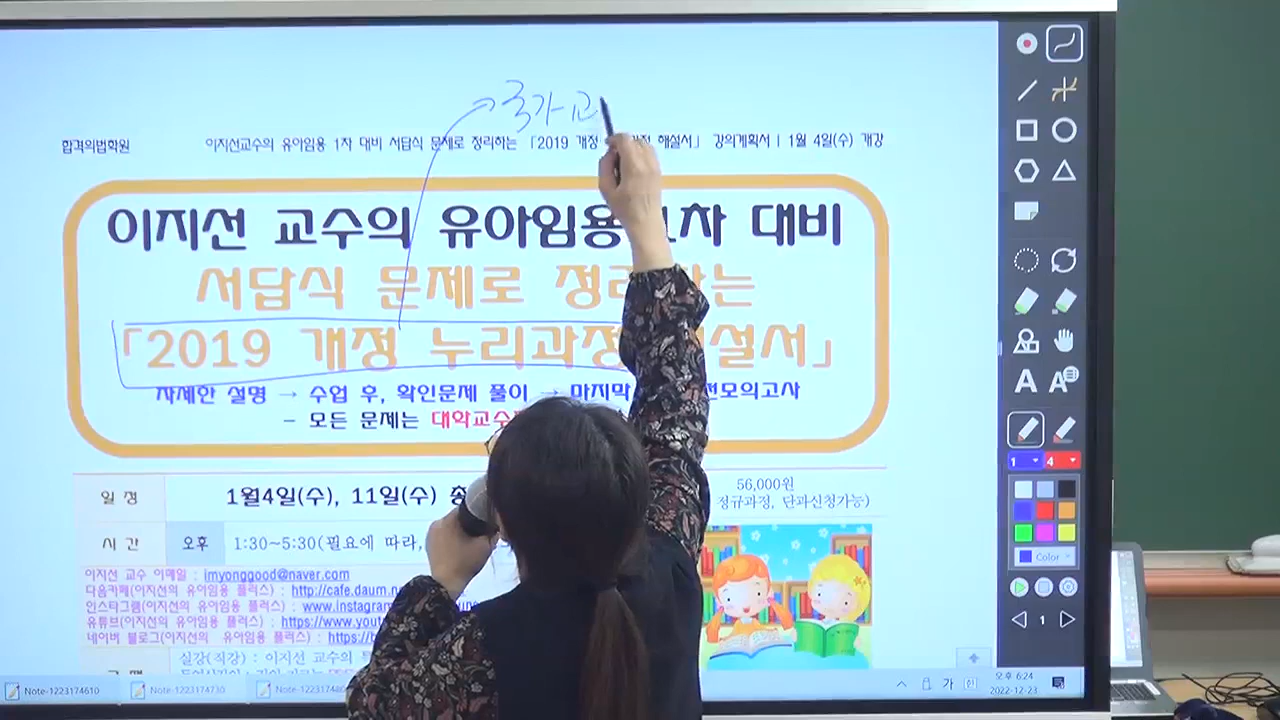 국가 교
합격의법학원 이지선교수의 유아임용 1차 대비 서답식 문제로 정리하는 「2019 개정 과정 해설서」 강의계획서 | 1월 4일(수) 개강
이지선 교수의 유아임용 1차 대비
서답식 문제로 정리하는
「2019 개정 누리과정 해설서」
자세한 설명 → 수업 후, 확인문제 풀이 → 마지막 전모의고사
- 모든 문제는 대학교수
일 정 1월4일(수), 11일(수) 총 56,000원
정규과정, 단과신청가능)
시 간 오후 1:30~5:30(필요에 따라,
이지선 교수 이메일 : imyonggood@naver.com
다음카페(이지선의 유아임용 플러스) : http://cafe.daum.n
인스타그램(이지선의 유아임용 플러스) : www.instagram
유튜브(이지선의 유아임용 플러스) : https://www.yout
네이버 블로그(이지선의 유아임용 플러스) : https://b
실강(직강) : 이지선 교수의
1 4
Color
1
Note-1223174610 Note-1223174730 Note-122317480
가 오후 6:24
2022-12-23